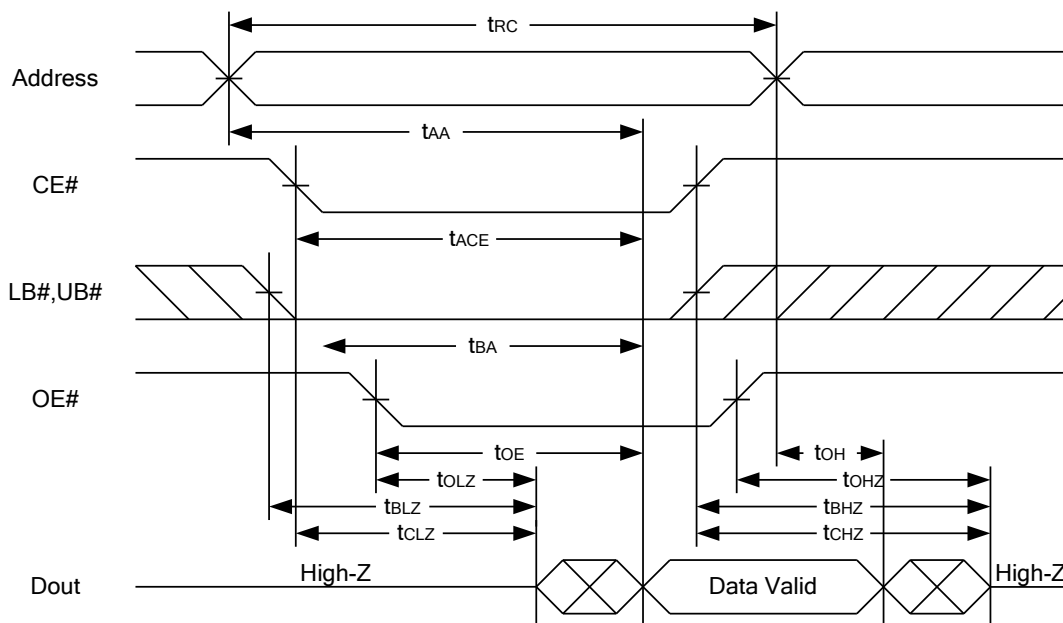 tRC
Address
tAA
CE#
tACE
LB#,UB#
tBA
OE#
tOE
tOH
tOLZ
tOHZ
tBLZ
tBHZ
tCLZ
tCHZ
Dout
High-Z
Data Valid
High-Z